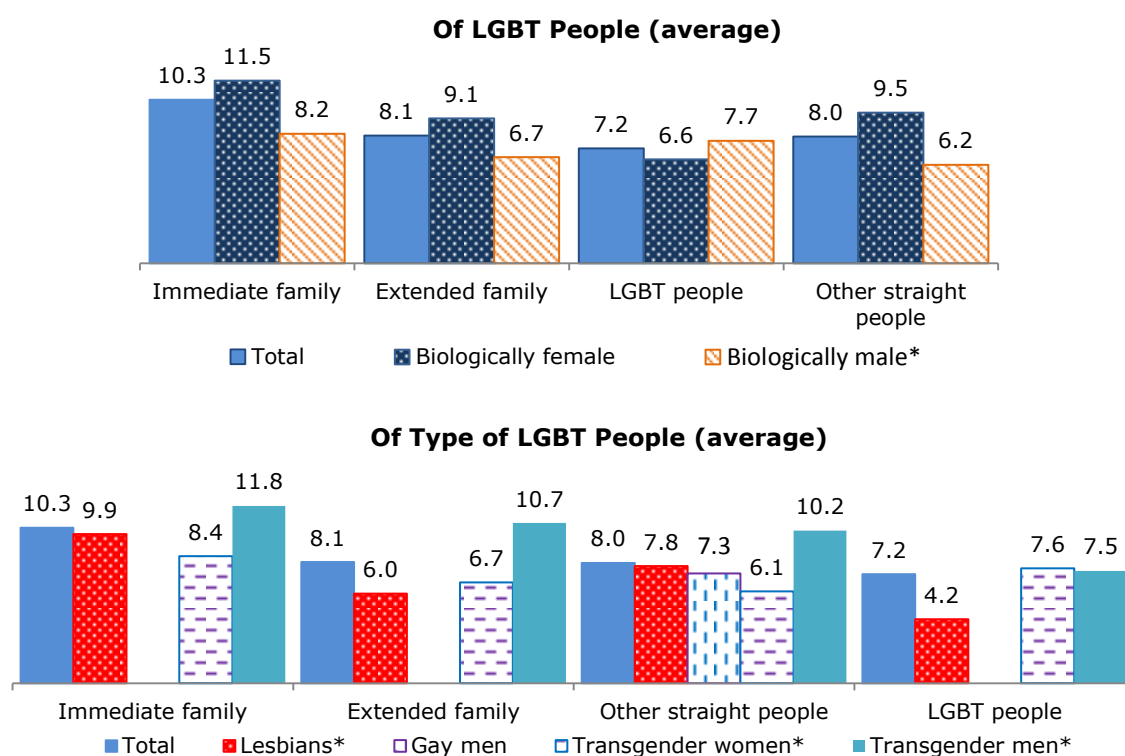 Of LGBT People (average)
10.3 11.5 8.2 8.1 9.1 6.7 7.2 6.6 7.7 8.0 9.5 6.2
Immediate family Extended family LGBT people Other straight
people
Total Biologically female Biologically male*
Of Type of LGBT People (average)
10.3 9.9 8.4 11.8 8.1 6.0 6.7 10.7 8.0 7.8 7.3 6.1 10.2 7.2 4.2 7.6 7.5
Immediate family Extended family Other straight people LGBT people
Total Lesbians* Gay men Transgender women* Transgender men*